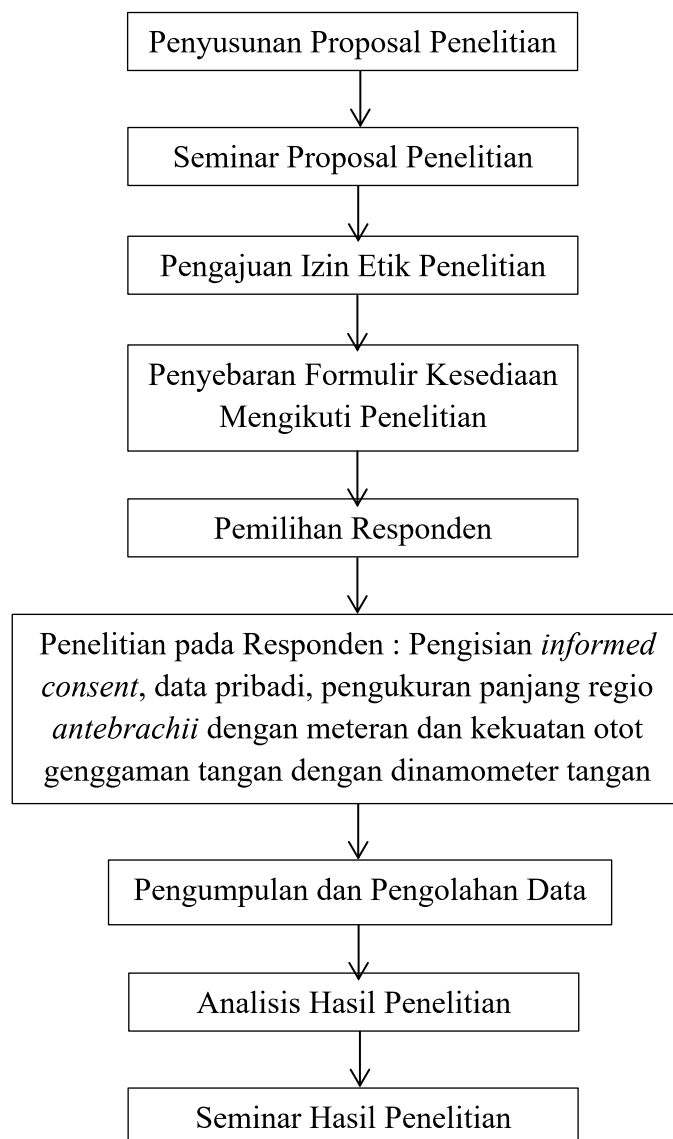 Penyusunan Proposal Penelitian
Seminar Proposal Penelitian
Pengajuan Izin Etik Penelitian
Penyebaran Formulir Kesediaan
Mengikuti Penelitian
Pemilihan Responden
Penelitian pada Responden : Pengisian informed
consent, data pribadi, pengukuran panjang regio
antebrachii dengan meteran dan kekuatan otot
genggaman tangan dengan dinamometer tangan
Pengumpulan dan Pengolahan Data
Analisis Hasil Penelitian
Seminar Hasil Penelitian